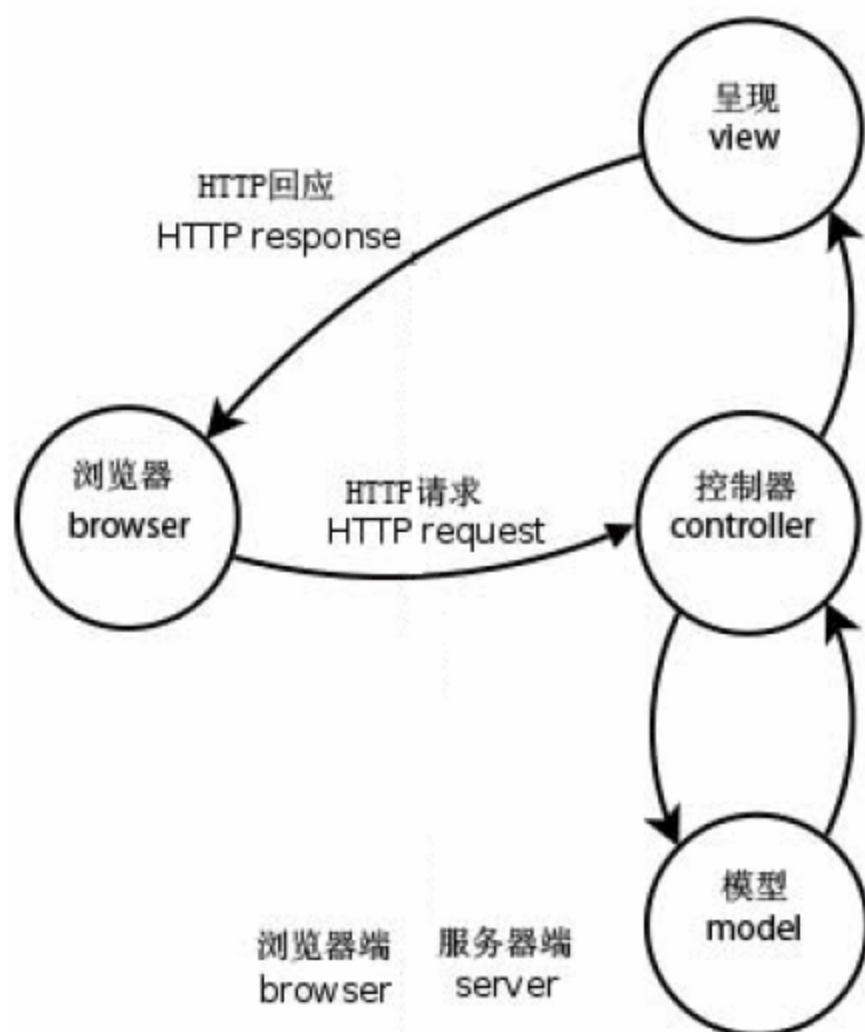 呈现
view
HTTP回应
HTTP response
浏览器
browser
HTTP请求
HTTP request
控制器
controller
模型
model
浏览器端
browser
服务器端
server